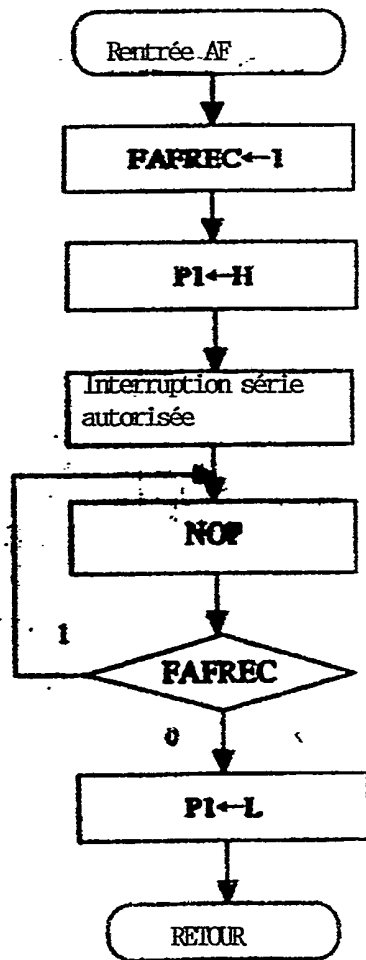 Rentrée AF
FAFREC←1
P1←H
Interruption série
autorisée
NOP
1
FAFREC
0
P1←L
RETOUR